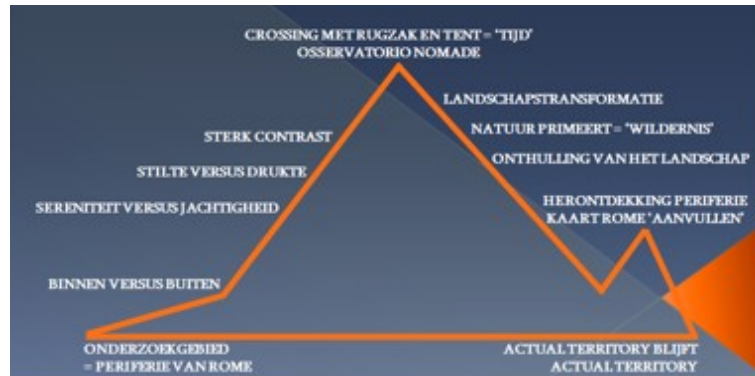 CROSSING MET RUGZAK EN TENT = 'TIJD'
OSSERVATORIO NOMADE
LANDSCHAPSTRANSFORMATIE
NATUUR PRIMEERT = 'WILDERNIS'
STERK CONTRAST
ONTHULLING VAN HET LANDSCHAP
STILTE VERSUS DRUKTE
SERENITEIT VERSUS JACHTIGHEID
HERONTDEKKING PERIFERIE
KAART ROME 'AANVULLEN'
BINNEN VERSUS BUITEN
ONDERZOEKGEBIED
= PERIFERIE VAN ROME
ACTUAL TERRITORY BLIJFT
ACTUAL TERRITORY